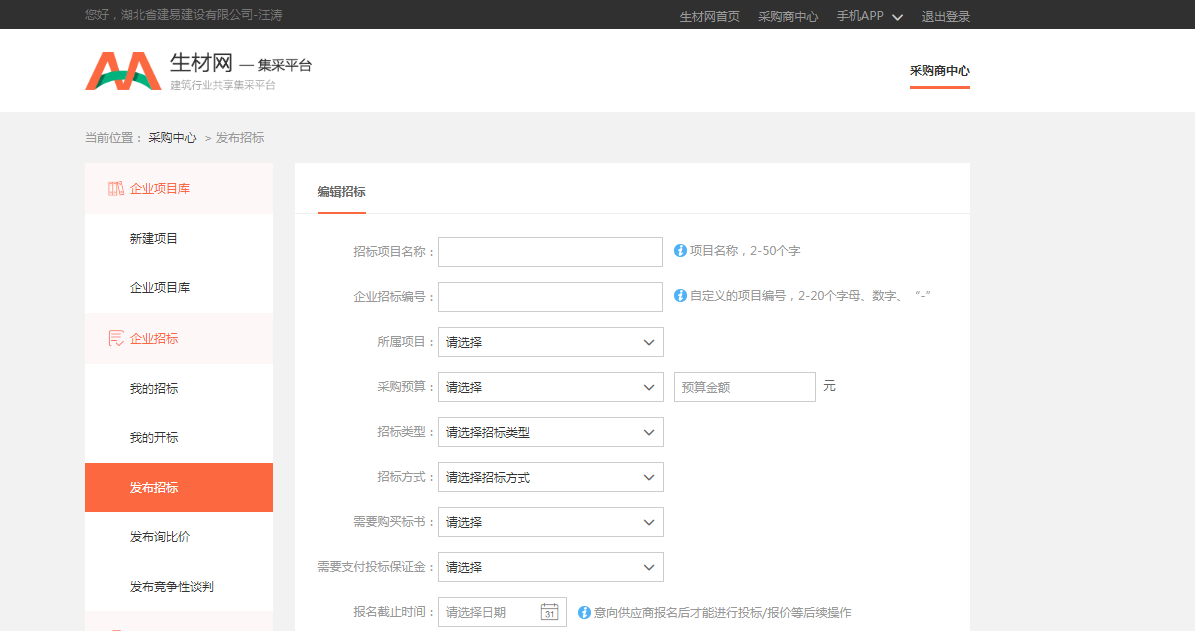 您好，湖北省建易建设有限公司-汪涛
生材网首页 采购商中心 手机APP 退出登录
生材网 — 集采平台
建筑行业共享集采平台
采购商中心
当前位置： 采购中心 > 发布招标
企业项目库
新建项目
企业项目库
企业招标
我的招标
我的开标
发布招标
发布询比价
发布竞争性谈判
编辑招标
招标项目名称： 项目名称，2-50个字
企业招标编号： 自定义的项目编号，2-20个字母、数字、 “-”
所属项目： 请选择
采购预算： 请选择 预算金额 元
招标类型： 请选择招标类型
招标方式： 请选择招标方式
需要购买标书： 请选择
需要支付投标保证金： 请选择
报名截止时间： 请选择日期 31 意向供应商报名后才能进行投标/报价等后续操作